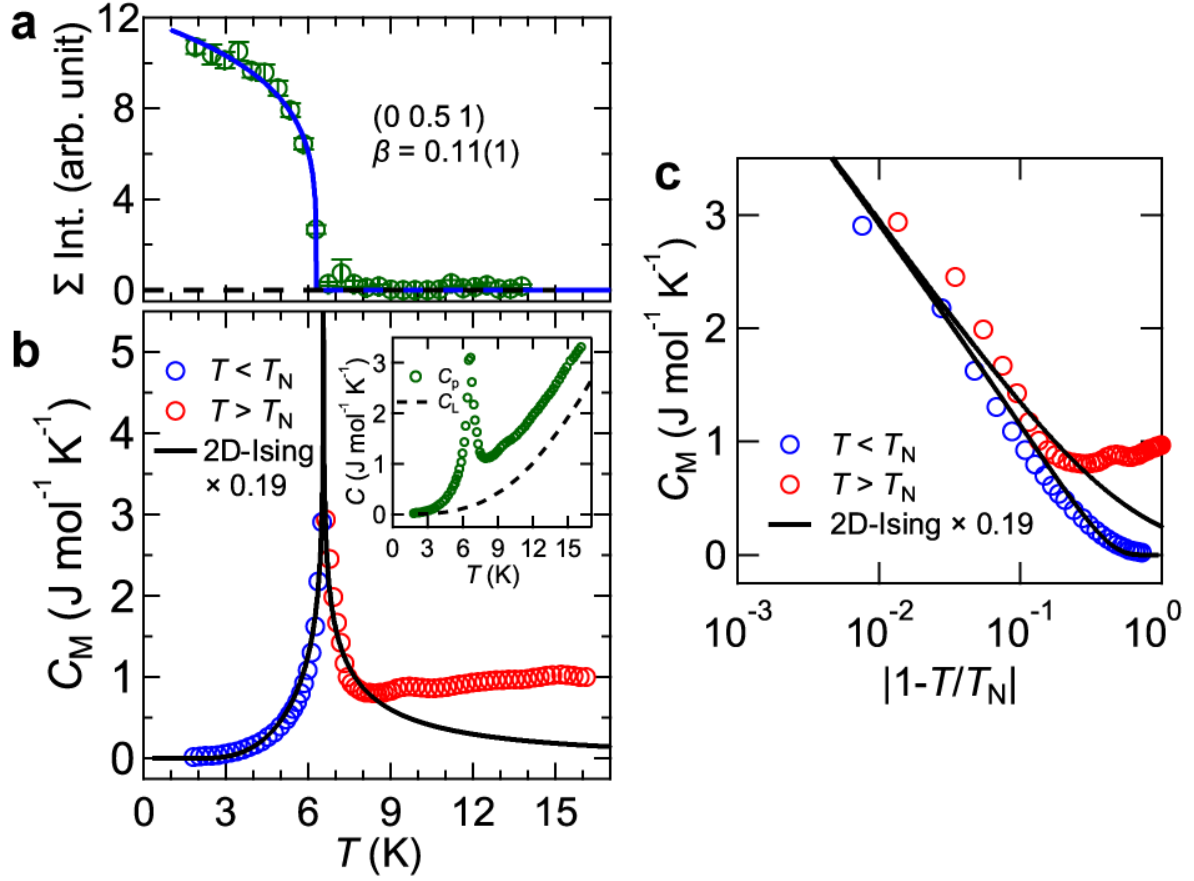 a
12
8
4
0
Σ Int. (arb. unit)
(0 0.5 1)
β = 0.11(1)
b
5
4
3
2
1
0
C_M (J mol⁻¹ K⁻¹)
T < T_N
T > T_N
2D-Ising
× 0.19
3
2
1
0
C (J mol⁻¹ K⁻¹)
C_p
C_L
0 3 6 9 12 15
T (K)
0 3 6 9 12 15
T (K)
c
3
2
1
0
C_M (J mol⁻¹ K⁻¹)
T < T_N
T > T_N
2D-Ising × 0.19
10⁻³ 10⁻² 10⁻¹ 10⁰
|1-T/T_N|